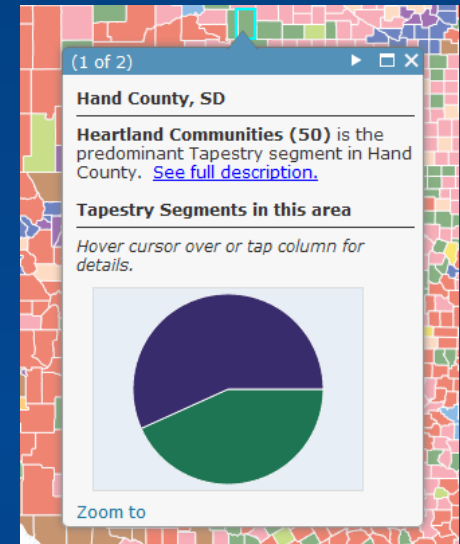 (1 of 2)
Hand County, SD
Heartland Communities (50) is the
predominant Tapestry segment in Hand
County. See full description.
Tapestry Segments in this area
Hover cursor over or tap column for
details.
Zoom to